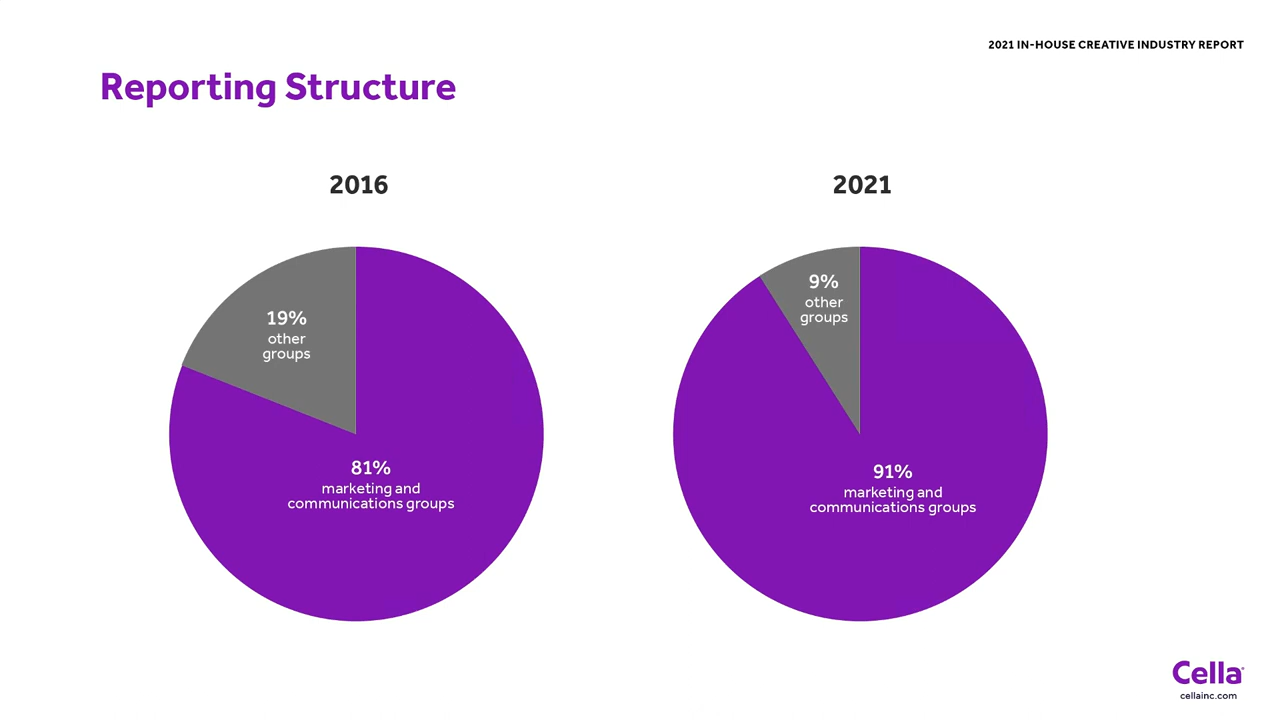 2021 IN-HOUSE CREATIVE INDUSTRY REPORT
Reporting Structure
2016
19%
other
groups
81%
marketing and
communications groups
2021
9%
other
groups
91%
marketing and
communications groups
Cella
cellainc.com